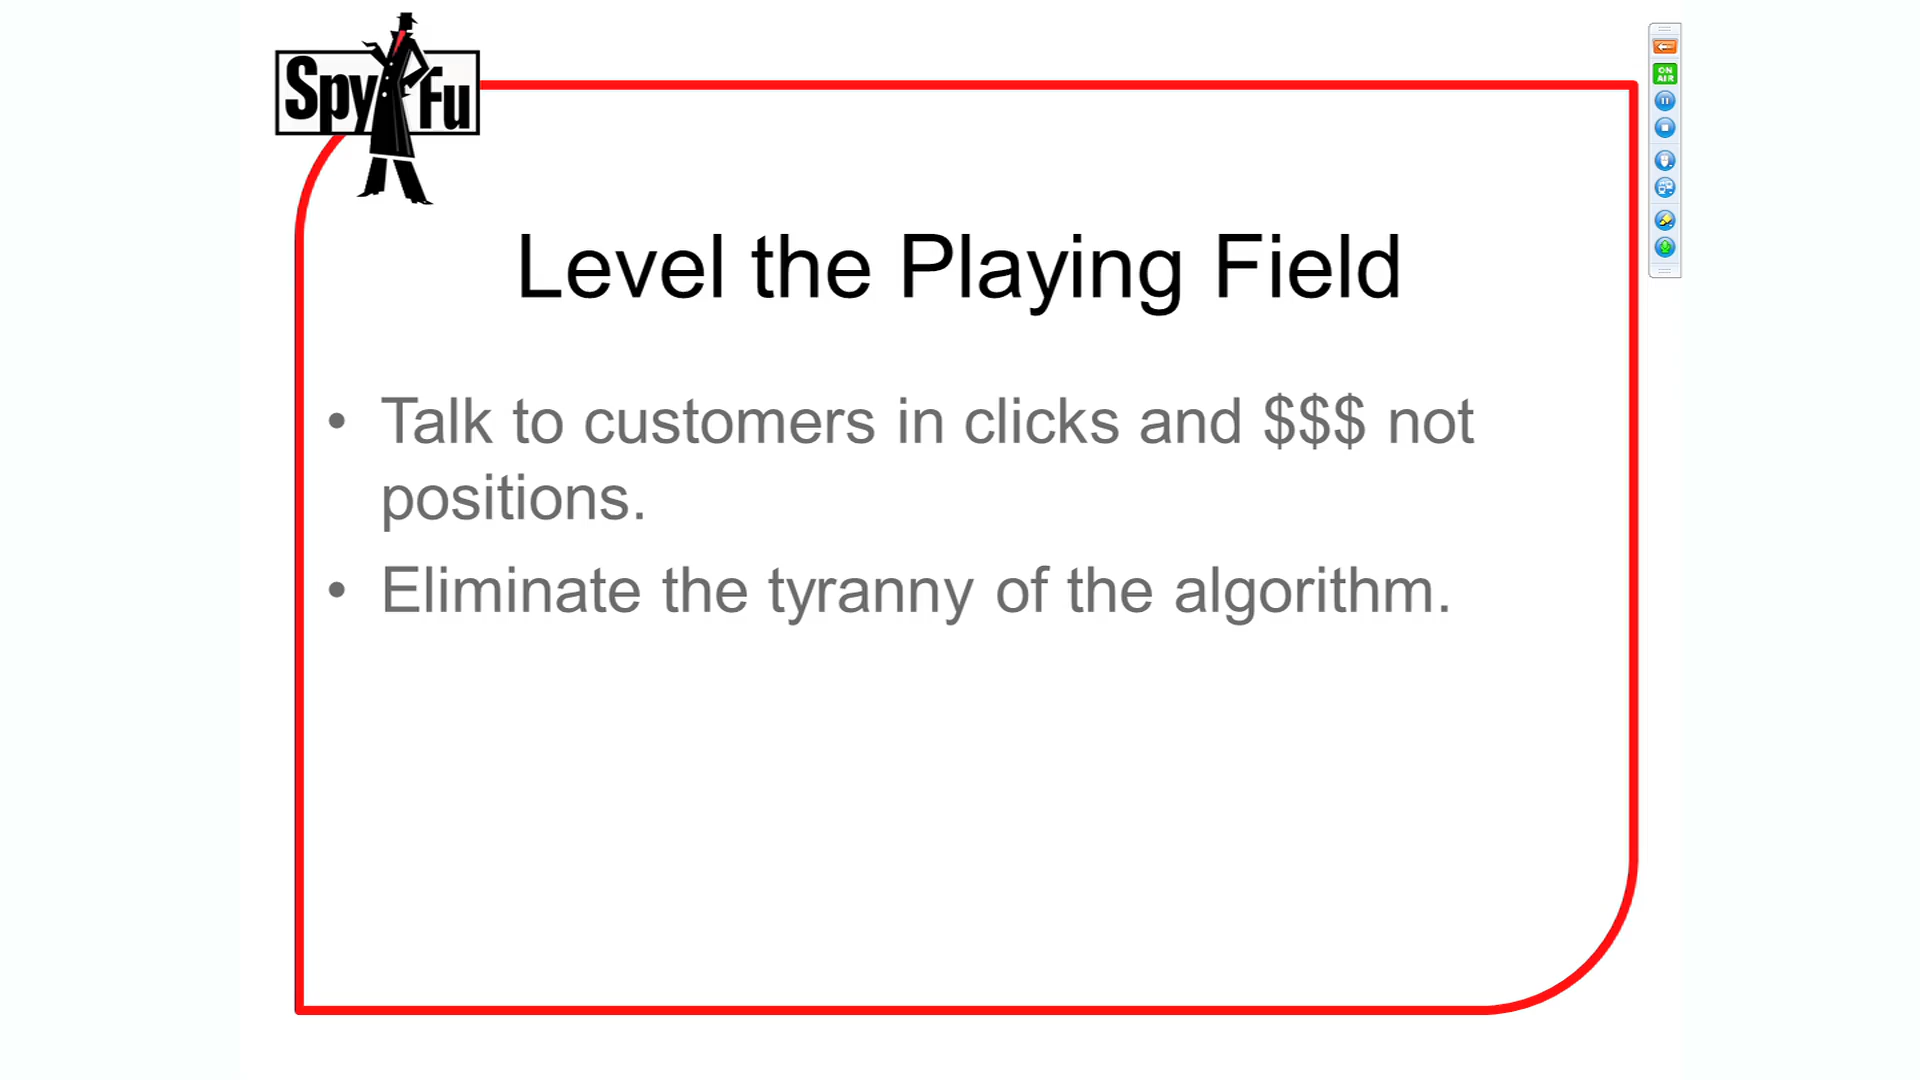 SpyFu
ON
AIR
Level the Playing Field
• Talk to customers in clicks and $$$ not
positions.
• Eliminate the tyranny of the algorithm.